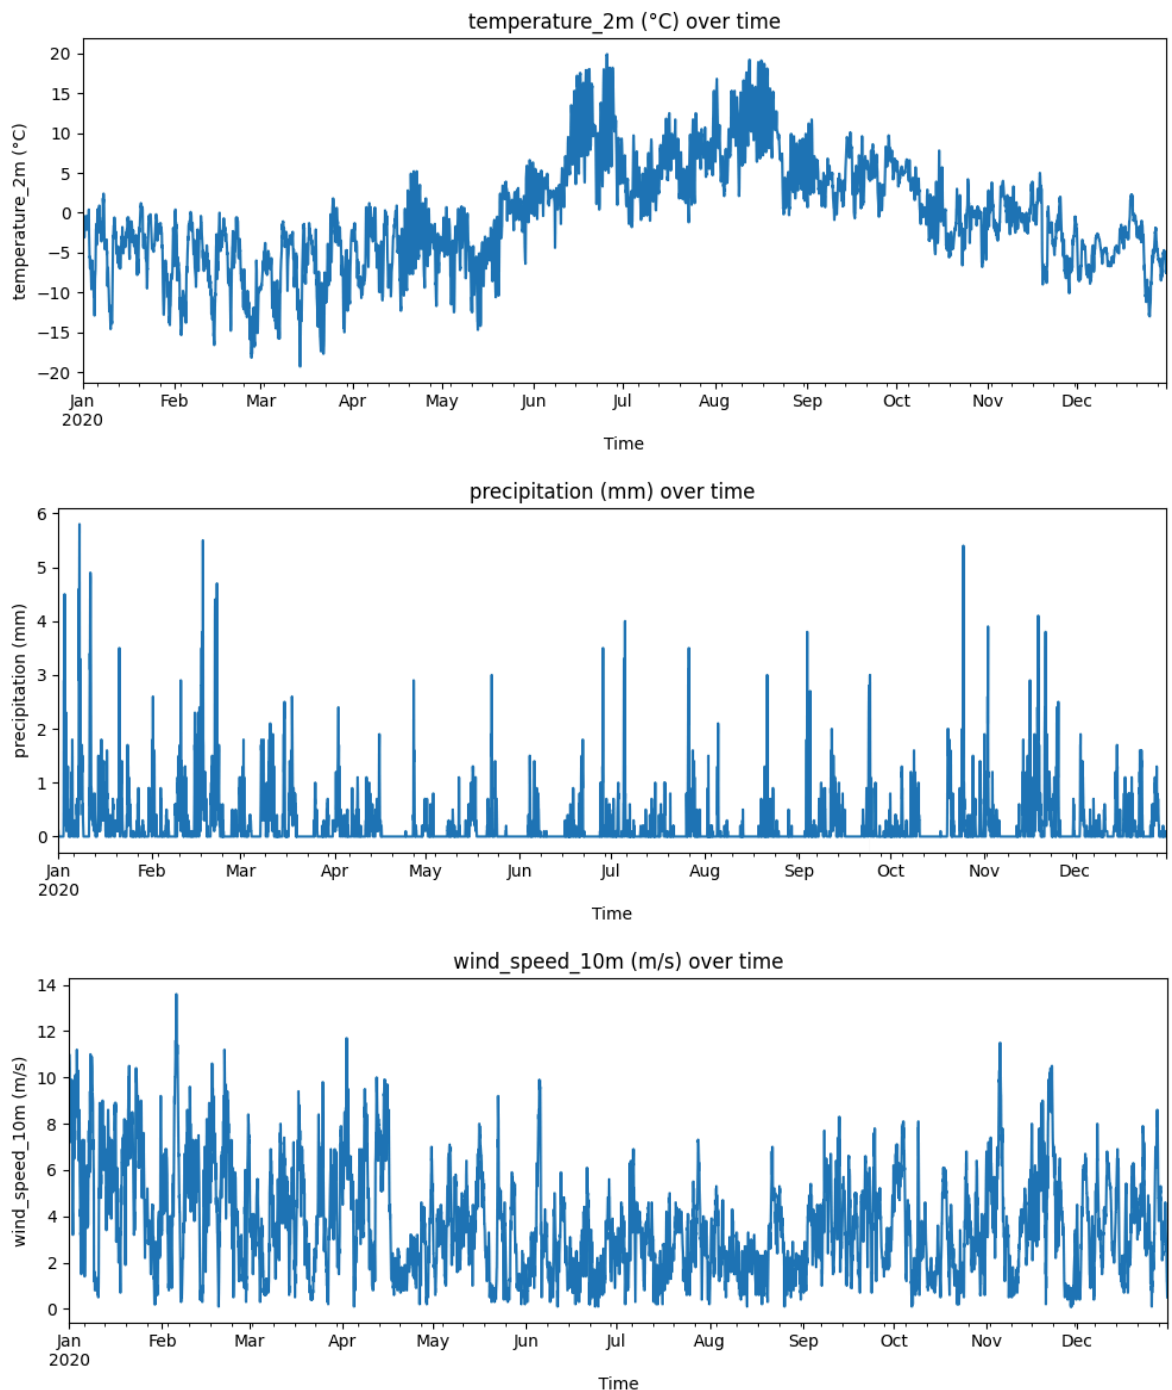 temperature_2m (°C) over time
20
15
10
5
0
−5
−10
−15
−20
temperature_2m (°C)
Jan Feb Mar Apr May Jun Jul Aug Sep Oct Nov Dec
2020
Time
precipitation (mm) over time
6
5
4
3
2
1
0
precipitation (mm)
Jan Feb Mar Apr May Jun Jul Aug Sep Oct Nov Dec
2020
Time
wind_speed_10m (m/s) over time
14
12
10
8
6
4
2
0
wind_speed_10m (m/s)
Jan Feb Mar Apr May Jun Jul Aug Sep Oct Nov Dec
2020
Time